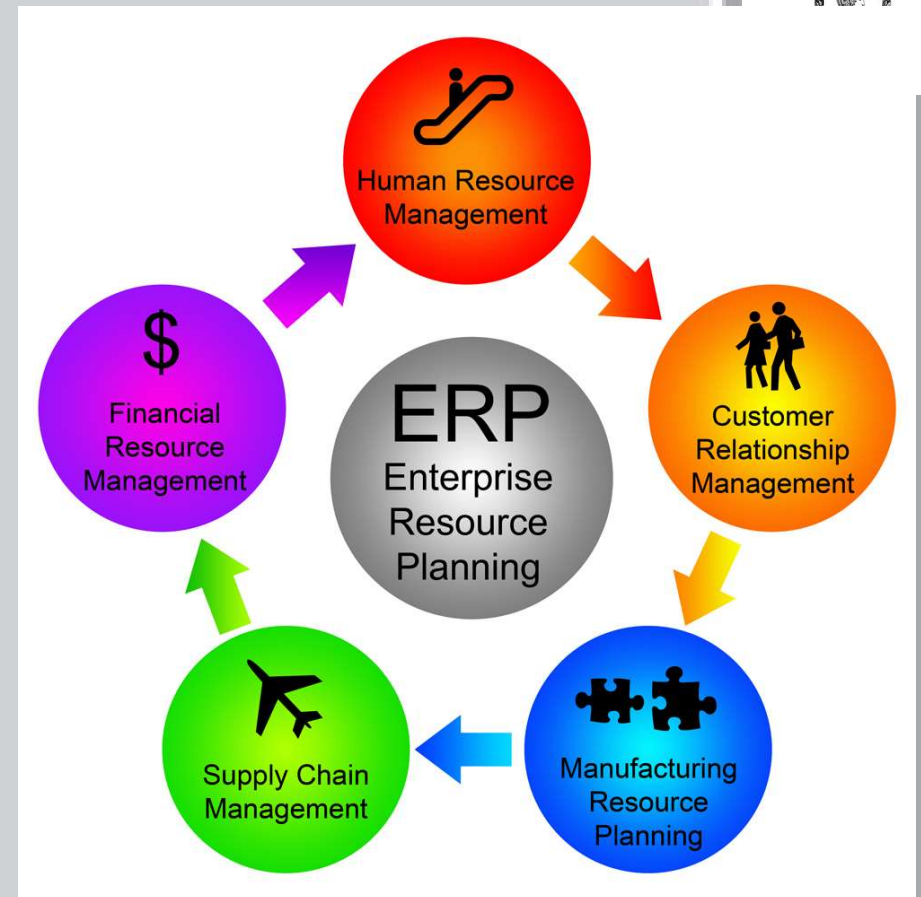 Human Resource
Management
$
Financial
Resource
Management
ERP
Enterprise
Resource
Planning
Customer
Relationship
Management
Supply Chain
Management
Manufacturing
Resource
Planning